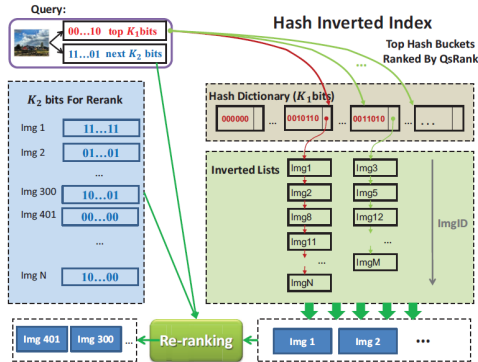 Query:
Hash Inverted Index
00...10 top K1bits
11...01 next K2 bits
Top Hash Buckets
Ranked By QsRank
...
K2 bits For Rerank
Img 1 11...11
Img 2 01...01
...
Img 300 10...01
Img 401 00...00
...
Img N 10...00
Hash Dictionary (K1bits)
000000 ... 0010110 ... 0011010 ... ...
Inverted Lists
Img1 Img3
Img2 Img5
Img8 Img12
Img11 ...
... ImgM
ImgN
ImgID
Img 401 Img 300 ...
Re-ranking
Img 1 Img 2 ...